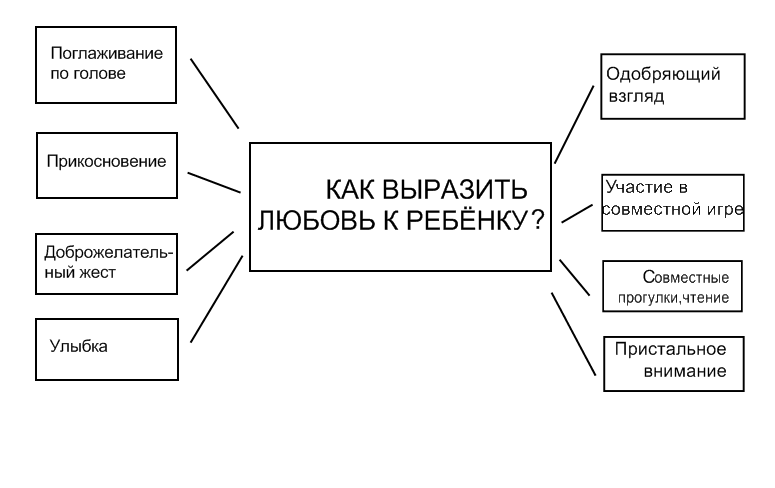 Поглаживание
по голове
Прикосновение
Доброжелатель-
ный жест
Улыбка
КАК ВЫРАЗИТЬ
ЛЮБОВЬ К РЕБЁНКУ?
Одобряющий
взгляд
Участие в
совместной игре
Совместные
прогулки,чтение
Пристальное
внимание